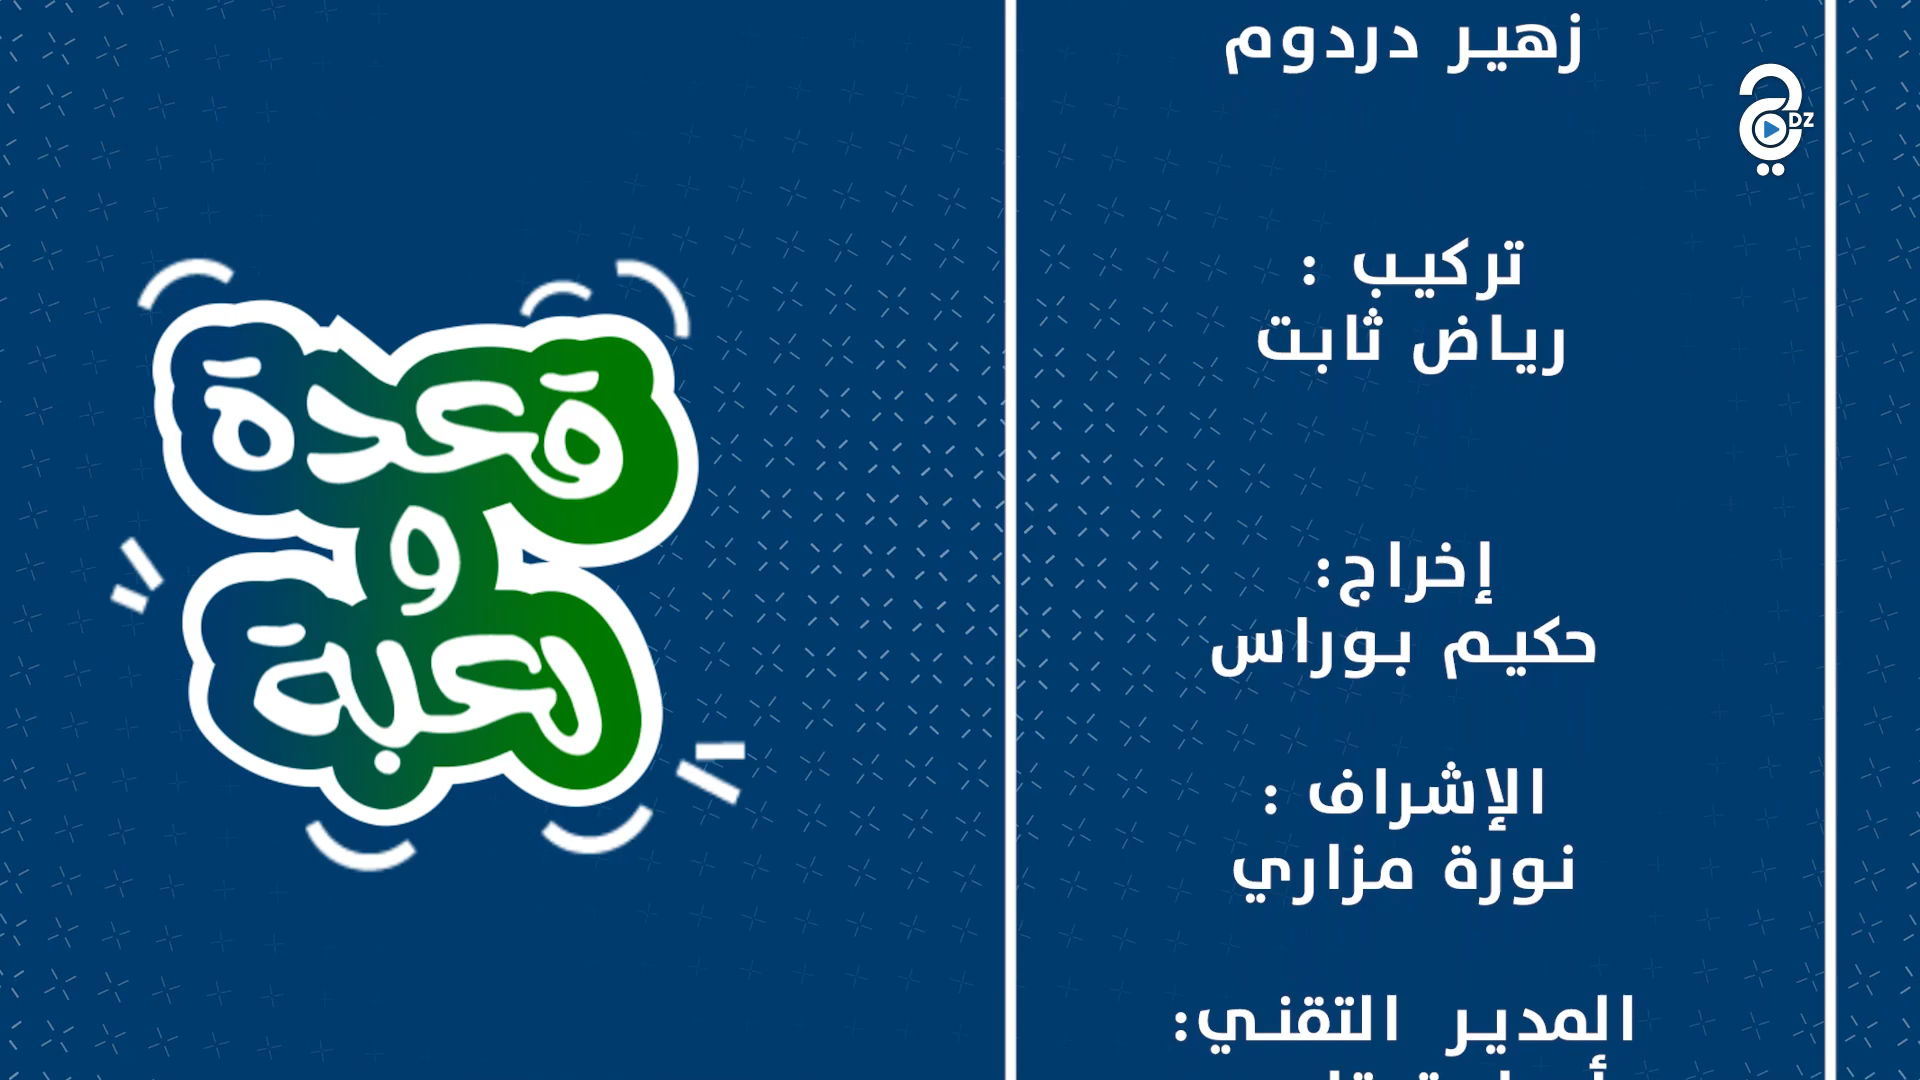 قعدة
و
لعبة
زهير دردوم
تركيب :
رياض ثابت
إخراج:
حكيم بوراس
الإشراف :
نورة مزاري
المدير التقني:
DZ